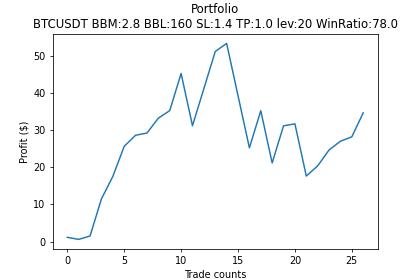 Portfolio
BTCUSDT BBM:2.8 BBL:160 SL:1.4 TP:1.0 lev:20 WinRatio:78.0
50
40
30
20
10
0
Profit ($)
0 5 10 15 20 25
Trade counts